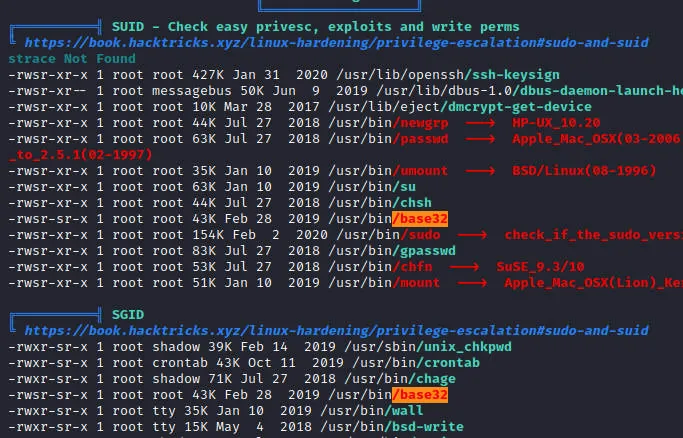 SUID - Check easy privesc, exploits and write perms
https://book.hacktricks.xyz/linux-hardening/privilege-escalation#sudo-and-suid
strace Not Found
-rwsr-xr-x 1 root root 427K Jan 31  2020 /usr/lib/openssh/ssh-keysign
-rwsr-xr-- 1 root messagebus 50K Jun  9  2019 /usr/lib/dbus-1.0/dbus-daemon-launch-he
-rwsr-xr-x 1 root root 10K Mar 28  2017 /usr/lib/eject/dmcrypt-get-device
-rwsr-xr-x 1 root root 44K Jul 27  2018 /usr/bin/newgrp  --->  HP-UX_10.20
-rwsr-xr-x 1 root root 63K Jul 27  2018 /usr/bin/passwd  --->  Apple_Mac_OSX(03-2006
_to_2.5.1(02-1997)
-rwsr-xr-x 1 root root 35K Jan 10  2019 /usr/bin/umount  --->  BSD/Linux(08-1996)
-rwsr-xr-x 1 root root 63K Jan 10  2019 /usr/bin/su
-rwsr-xr-x 1 root root 44K Jul 27  2018 /usr/bin/chsh
-rwsr-sr-x 1 root root 43K Feb 28  2019 /usr/bin/base32
-rwsr-xr-x 1 root root 154K Feb  2  2020 /usr/bin/sudo  --->  check_if_the_sudo_versi
-rwsr-xr-x 1 root root 83K Jul 27  2018 /usr/bin/gpasswd
-rwsr-xr-x 1 root root 53K Jul 27  2018 /usr/bin/chfn  --->  SuSE_9.3/10
-rwsr-xr-x 1 root root 51K Jan 10  2019 /usr/bin/mount  --->  Apple_Mac_OSX(Lion)_Ke
SGID
https://book.hacktricks.xyz/linux-hardening/privilege-escalation#sudo-and-suid
-rwxr-sr-x 1 root shadow 39K Feb 14  2019 /usr/sbin/unix_chkpwd
-rwxr-sr-x 1 root crontab 43K Oct 11  2019 /usr/bin/crontab
-rwxr-sr-x 1 root shadow 71K Jul 27  2018 /usr/bin/chage
-rwsr-sr-x 1 root root 43K Feb 28  2019 /usr/bin/base32
-rwxr-sr-x 1 root tty 35K Jan 10  2019 /usr/bin/wall
-rwxr-sr-x 1 root tty 15K May  4  2018 /usr/bin/bsd-write